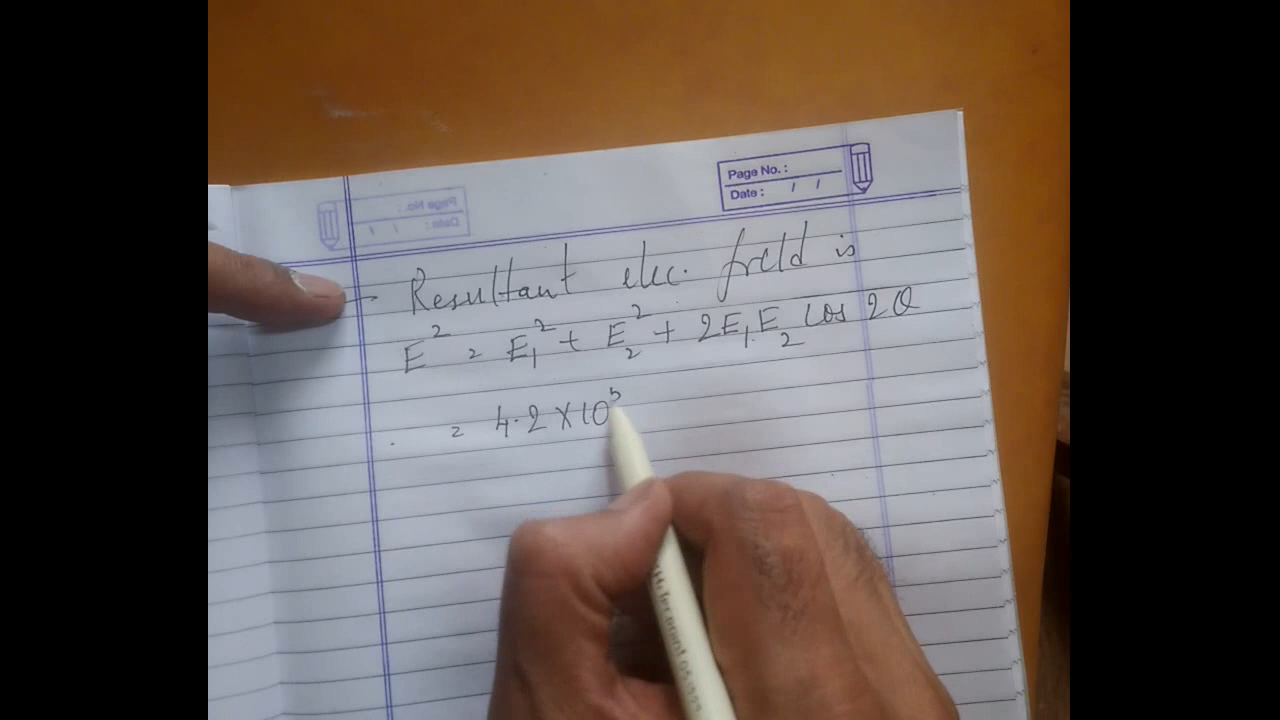 Page No. :
Date : / /
Resultant elec. field is
E² = E₁² + E₂² + 2E₁E₂ Cos 2θ
= 4.2 × 10⁵